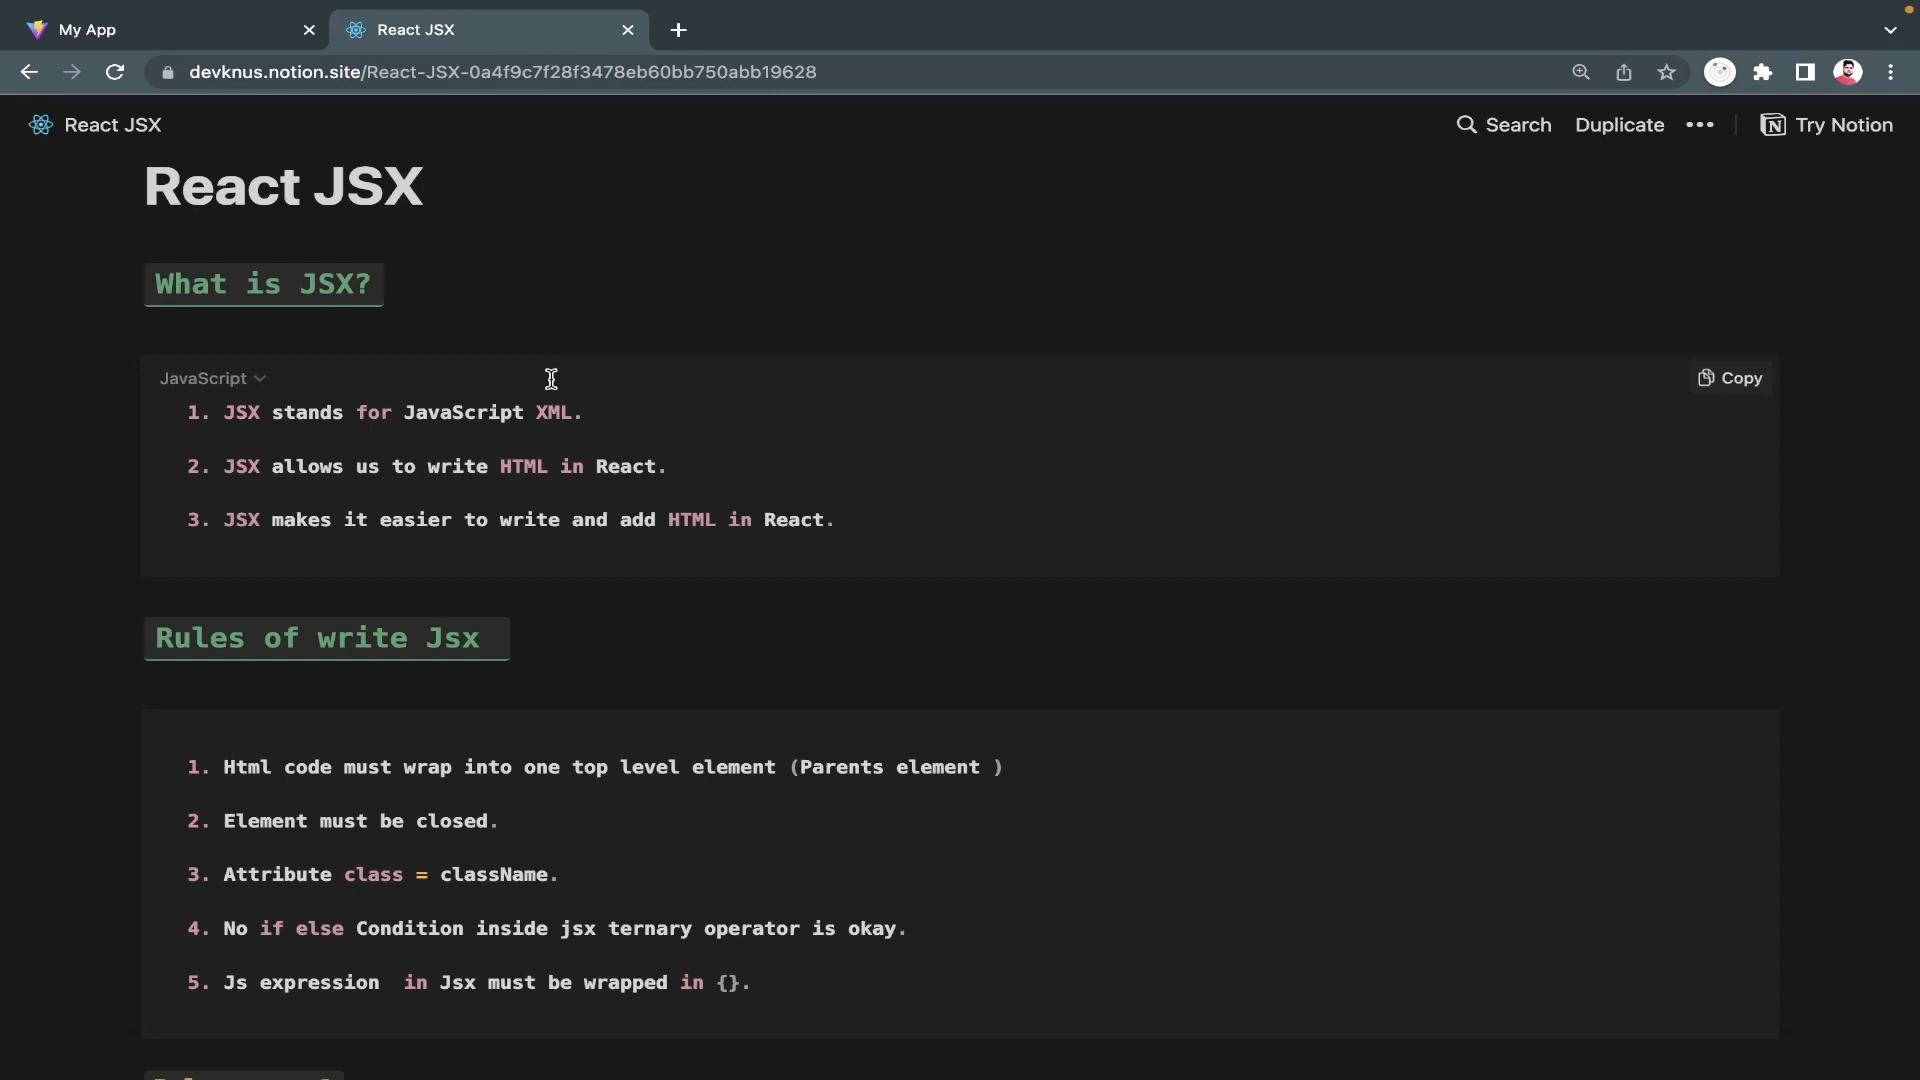 My App
React JSX
devknus.notion.site/React-JSX-0a4f9c7f28f3478eb60bb750abb19628
React JSX
Search
Duplicate
Try Notion
React JSX
What is JSX?
JavaScript
Copy
1. JSX stands for JavaScript XML.
2. JSX allows us to write HTML in React.
3. JSX makes it easier to write and add HTML in React.
Rules of write Jsx
1. Html code must wrap into one top level element (Parents element )
2. Element must be closed.
3. Attribute class = className.
4. No if else Condition inside jsx ternary operator is okay.
5. Js expression  in Jsx must be wrapped in {}.